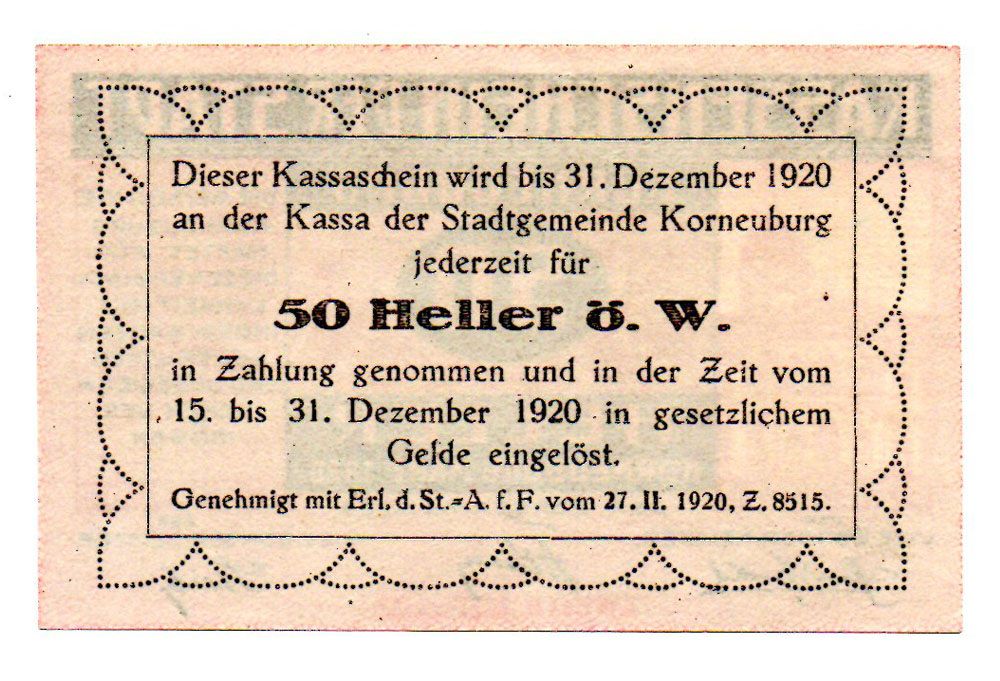 Dieser Kassaschein wird bis 31. Dezember 1920
an der Kassa der Stadtgemeinde Korneuburg
jederzeit für
50 Heller ö. W.
in Zahlung genommen und in der Zeit vom
15. bis 31. Dezember 1920 in gesetzlichem
Gelde eingelöst.
Genehmigt mit Erl. d. St.=A. f. F. vom 27. II. 1920, Z. 8515.